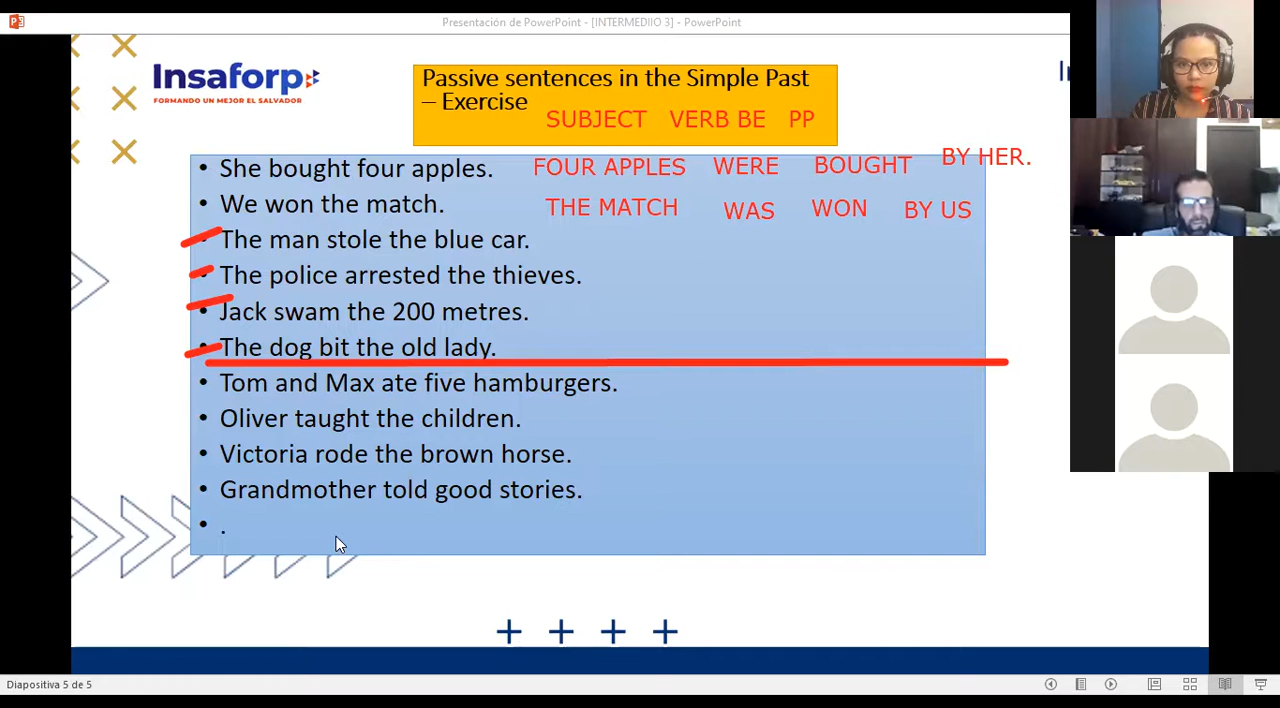 Presentación de PowerPoint - [INTERMEDIIO 3] - PowerPoint
Insaforp
FORMANDO UN MEJOR EL SALVADOR
In
Passive sentences in the Simple Past
– Exercise
SUBJECT VERB BE PP
• She bought four apples. FOUR APPLES WERE BOUGHT BY HER.
• We won the match. THE MATCH WAS WON BY US
• The man stole the blue car.
• The police arrested the thieves.
• Jack swam the 200 metres.
• The dog bit the old lady.
• Tom and Max ate five hamburgers.
• Oliver taught the children.
• Victoria rode the brown horse.
• Grandmother told good stories.
• .
Diapositiva 5 de 5